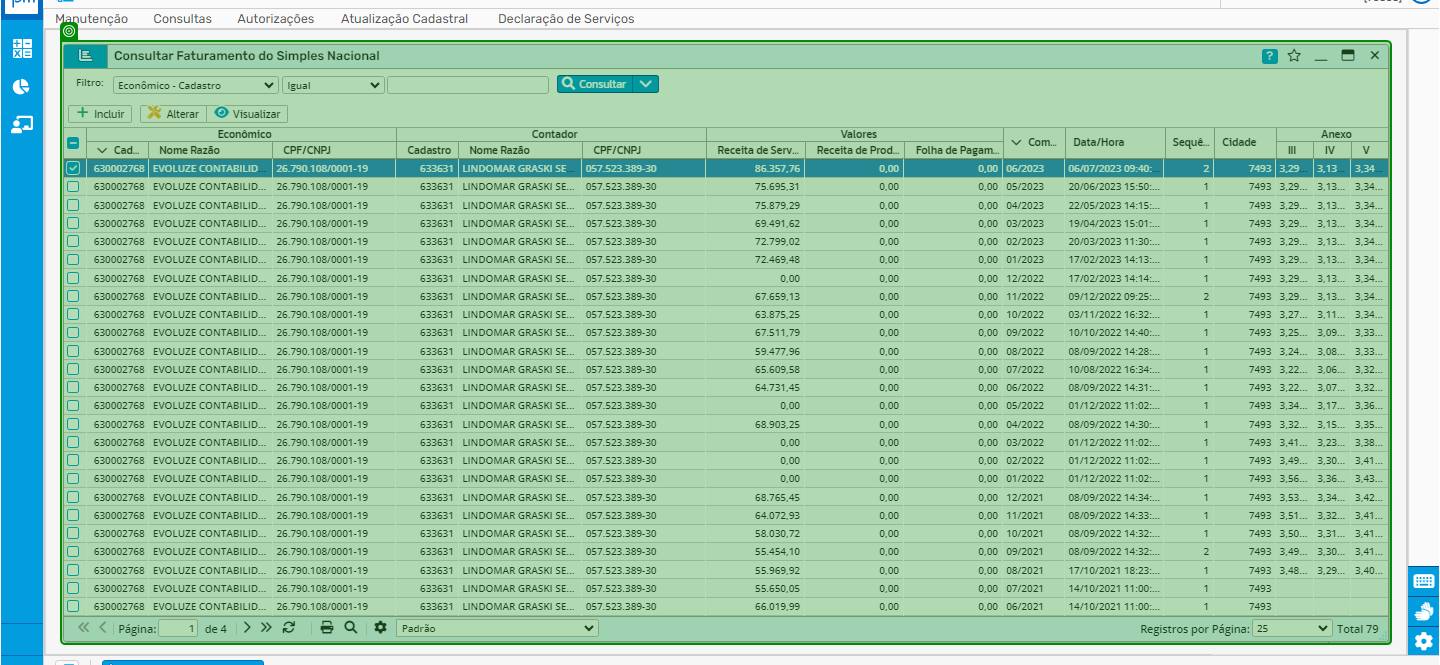 Manutenção Consultas Autorizações Atualização Cadastral Declaração de Serviços
Consultar Faturamento do Simples Nacional
Filtro: Econômico - Cadastro Igual Consultar
Incluir Alterar Visualizar
Econômico Contador Valores Anexo
Cad... Nome Razão CPF/CNPJ Cadastro Nome Razão CPF/CNPJ Receita de Serv... Receita de Prod... Folha de Pagam... Com... Data/Hora Sequê... Cidade III IV V
630002768 EVOLUZE CONTABILID... 26.790.108/0001-19 633631 LINDOMAR GRASKI SE... 057.523.389-30 86.357,76 0,00 0,00 06/2023 06/07/2023 09:40:... 2 7493 3,29... 3,13... 3,34...
630002768 EVOLUZE CONTABILID... 26.790.108/0001-19 633631 LINDOMAR GRASKI SE... 057.523.389-30 75.695,31 0,00 0,00 05/2023 20/06/2023 15:50:... 1 7493 3,29... 3,13... 3,34...
630002768 EVOLUZE CONTABILID... 26.790.108/0001-19 633631 LINDOMAR GRASKI SE... 057.523.389-30 75.879,29 0,00 0,00 04/2023 22/05/2023 14:15:... 1 7493 3,29... 3,13... 3,34...
630002768 EVOLUZE CONTABILID... 26.790.108/0001-19 633631 LINDOMAR GRASKI SE... 057.523.389-30 69.491,62 0,00 0,00 03/2023 19/04/2023 15:01:... 1 7493 3,29... 3,13... 3,34...
630002768 EVOLUZE CONTABILID... 26.790.108/0001-19 633631 LINDOMAR GRASKI SE... 057.523.389-30 72.799,02 0,00 0,00 02/2023 20/03/2023 11:30:... 1 7493 3,29... 3,13... 3,34...
630002768 EVOLUZE CONTABILID... 26.790.108/0001-19 633631 LINDOMAR GRASKI SE... 057.523.389-30 72.469,48 0,00 0,00 01/2023 17/02/2023 14:13:... 1 7493 3,29... 3,13... 3,34...
630002768 EVOLUZE CONTABILID... 26.790.108/0001-19 633631 LINDOMAR GRASKI SE... 057.523.389-30 0,00 0,00 0,00 12/2022 17/02/2023 14:14:... 1 7493 3,29... 3,13... 3,34...
630002768 EVOLUZE CONTABILID... 26.790.108/0001-19 633631 LINDOMAR GRASKI SE... 057.523.389-30 67.659,13 0,00 0,00 11/2022 09/12/2022 09:25:... 2 7493 3,29... 3,13... 3,34...
630002768 EVOLUZE CONTABILID... 26.790.108/0001-19 633631 LINDOMAR GRASKI SE... 057.523.389-30 63.875,25 0,00 0,00 10/2022 03/11/2022 16:32:... 1 7493 3,27... 3,11... 3,34...
630002768 EVOLUZE CONTABILID... 26.790.108/0001-19 633631 LINDOMAR GRASKI SE... 057.523.389-30 67.511,79 0,00 0,00 09/2022 10/10/2022 14:40:... 1 7493 3,25... 3,09... 3,33...
630002768 EVOLUZE CONTABILID... 26.790.108/0001-19 633631 LINDOMAR GRASKI SE... 057.523.389-30 59.477,96 0,00 0,00 08/2022 08/09/2022 14:28:... 1 7493 3,24... 3,08... 3,33...
630002768 EVOLUZE CONTABILID... 26.790.108/0001-19 633631 LINDOMAR GRASKI SE... 057.523.389-30 65.609,58 0,00 0,00 07/2022 10/08/2022 16:34:... 1 7493 3,22... 3,06... 3,32...
630002768 EVOLUZE CONTABILID... 26.790.108/0001-19 633631 LINDOMAR GRASKI SE... 057.523.389-30 64.731,45 0,00 0,00 06/2022 08/09/2022 14:31:... 1 7493 3,22... 3,07... 3,32...
630002768 EVOLUZE CONTABILID... 26.790.108/0001-19 633631 LINDOMAR GRASKI SE... 057.523.389-30 0,00 0,00 0,00 05/2022 01/12/2022 11:02:... 1 7493 3,34... 3,17... 3,36...
630002768 EVOLUZE CONTABILID... 26.790.108/0001-19 633631 LINDOMAR GRASKI SE... 057.523.389-30 68.903,25 0,00 0,00 04/2022 08/09/2022 14:30:... 1 7493 3,32... 3,15... 3,35...
630002768 EVOLUZE CONTABILID... 26.790.108/0001-19 633631 LINDOMAR GRASKI SE... 057.523.389-30 0,00 0,00 0,00 03/2022 01/12/2022 11:02:... 1 7493 3,41... 3,23... 3,38...
630002768 EVOLUZE CONTABILID... 26.790.108/0001-19 633631 LINDOMAR GRASKI SE... 057.523.389-30 0,00 0,00 0,00 02/2022 01/12/2022 11:02:... 1 7493 3,49... 3,30... 3,41...
630002768 EVOLUZE CONTABILID... 26.790.108/0001-19 633631 LINDOMAR GRASKI SE... 057.523.389-30 0,00 0,00 0,00 01/2022 01/12/2022 11:02:... 1 7493 3,56... 3,36... 3,43...
630002768 EVOLUZE CONTABILID... 26.790.108/0001-19 633631 LINDOMAR GRASKI SE... 057.523.389-30 68.765,45 0,00 0,00 12/2021 08/09/2022 14:34:... 1 7493 3,53... 3,34... 3,42...
630002768 EVOLUZE CONTABILID... 26.790.108/0001-19 633631 LINDOMAR GRASKI SE... 057.523.389-30 64.072,93 0,00 0,00 11/2021 08/09/2022 14:33:... 1 7493 3,51... 3,32... 3,41...
630002768 EVOLUZE CONTABILID... 26.790.108/0001-19 633631 LINDOMAR GRASKI SE... 057.523.389-30 58.030,72 0,00 0,00 10/2021 08/09/2022 14:32:... 1 7493 3,50... 3,31... 3,41...
630002768 EVOLUZE CONTABILID... 26.790.108/0001-19 633631 LINDOMAR GRASKI SE... 057.523.389-30 55.454,10 0,00 0,00 09/2021 08/09/2022 14:32:... 2 7493 3,49... 3,30... 3,41...
630002768 EVOLUZE CONTABILID... 26.790.108/0001-19 633631 LINDOMAR GRASKI SE... 057.523.389-30 55.969,92 0,00 0,00 08/2021 17/10/2021 18:23:... 1 7493 3,48... 3,29... 3,40...
630002768 EVOLUZE CONTABILID... 26.790.108/0001-19 633631 LINDOMAR GRASKI SE... 057.523.389-30 55.650,05 0,00 0,00 07/2021 14/10/2021 11:00:... 1 7493
630002768 EVOLUZE CONTABILID... 26.790.108/0001-19 633631 LINDOMAR GRASKI SE... 057.523.389-30 66.019,99 0,00 0,00 06/2021 14/10/2021 11:00:... 1 7493
Página: 1 de 4 Padrão Registros por Página: 25 Total 79